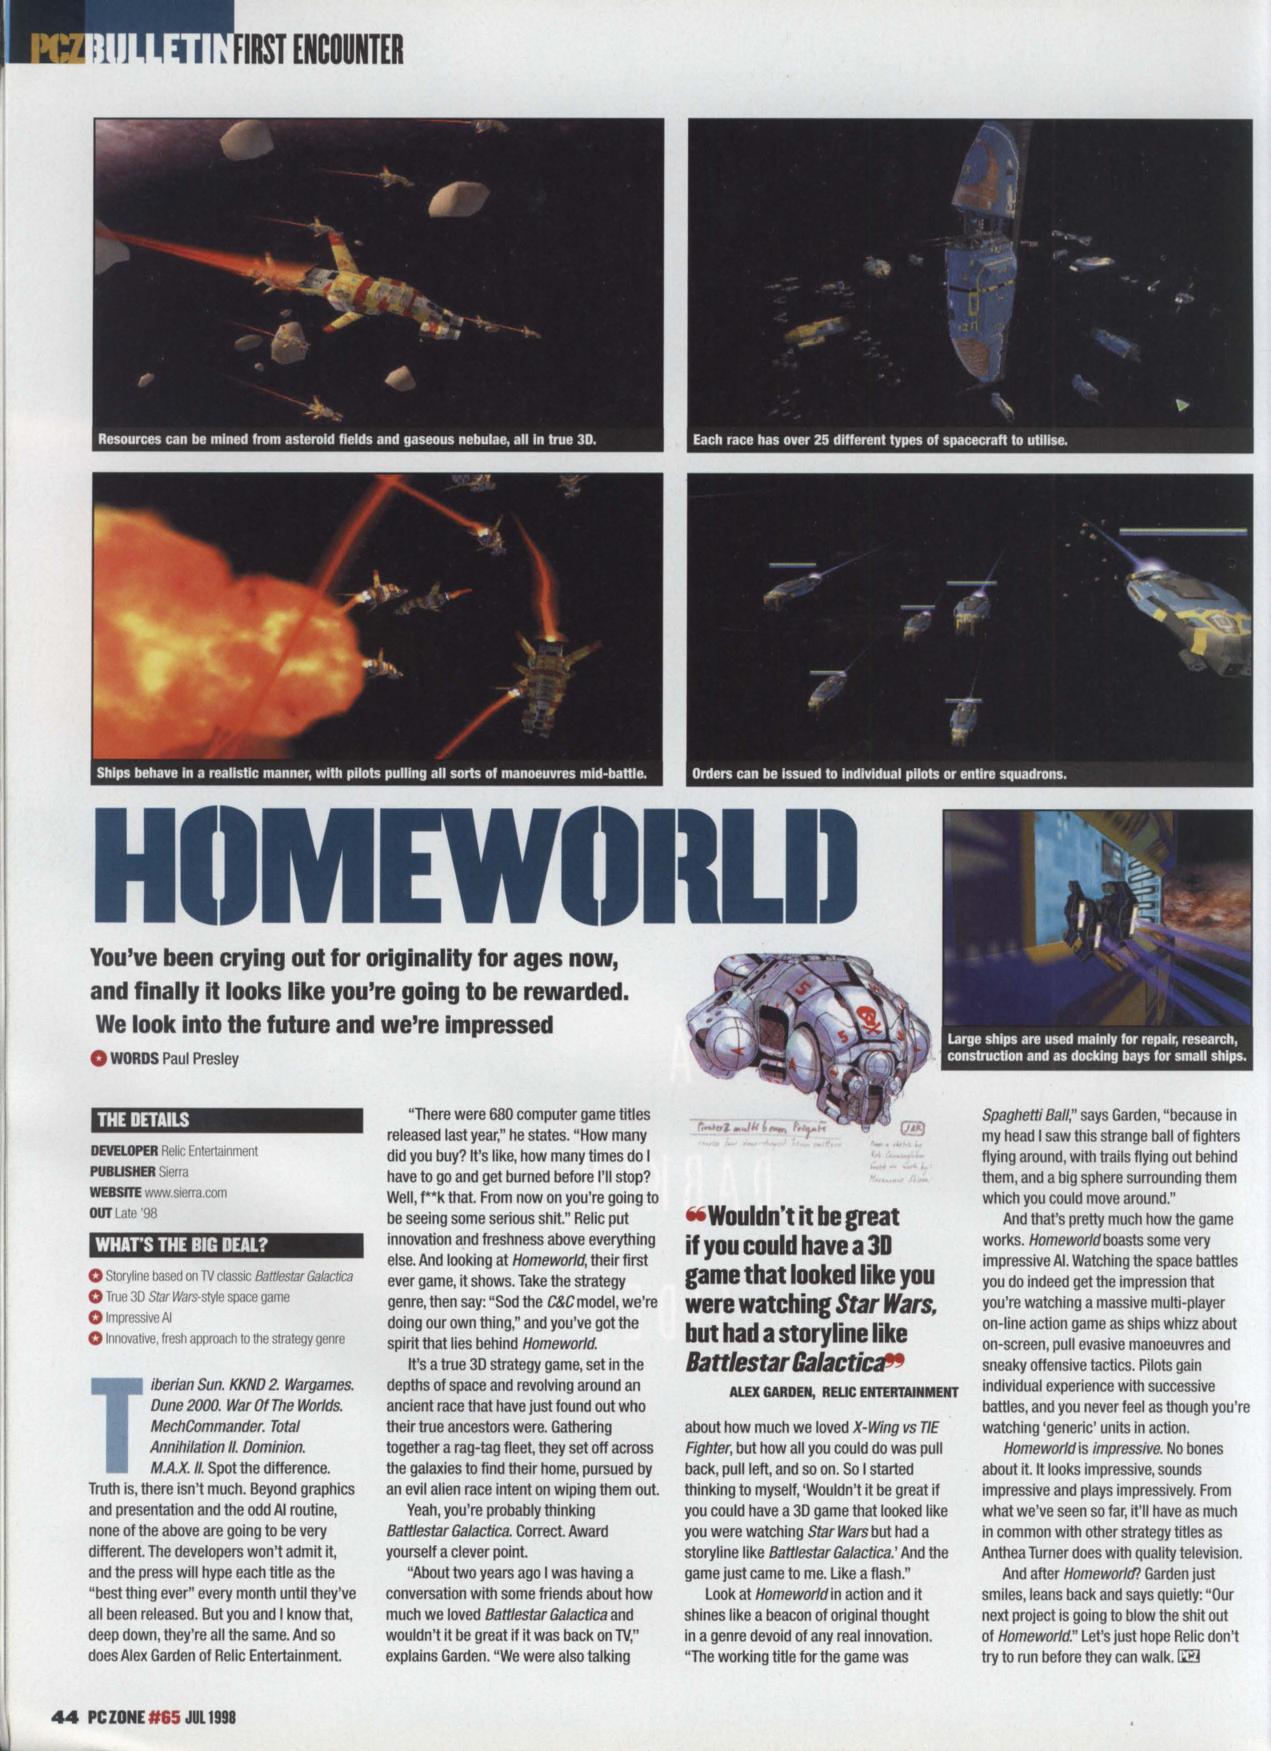 PCZ BULLETIN FIRST ENCOUNTER
Resources can be mined from asteroid fields and gaseous nebulae, all in true 3D.
Each race has over 25 different types of spacecraft to utilise.
Ships behave in a realistic manner, with pilots pulling all sorts of manoeuvres mid-battle.
Orders can be issued to individual pilots or entire squadrons.
HOMEWORLD
You've been crying out for originality for ages now,
and finally it looks like you're going to be rewarded.
We look into the future and we're impressed
WORDS Paul Presley
Large ships are used mainly for repair, research,
construction and as docking bays for small ships.
THE DETAILS
DEVELOPER Relic Entertainment
PUBLISHER Sierra
WEBSITE www.sierra.com
OUT Late '98
WHAT'S THE BIG DEAL?
Storyline based on TV classic Battlestar Galactica
True 3D Star Wars-style space game
Impressive AI
Innovative, fresh approach to the strategy genre
Tiberian Sun. KKND 2. Wargames.
Dune 2000. War Of The Worlds.
MechCommander. Total
Annihilation II. Dominion.
M.A.X. II. Spot the difference.
Truth is, there isn't much. Beyond graphics
and presentation and the odd AI routine,
none of the above are going to be very
different. The developers won't admit it,
and the press will hype each title as the
"best thing ever" every month until they've
all been released. But you and I know that,
deep down, they're all the same. And so
does Alex Garden of Relic Entertainment.
"There were 680 computer game titles
released last year," he states. "How many
did you buy? It's like, how many times do I
have to go and get burned before I'll stop?
Well, f**k that. From now on you're going to
be seeing some serious shit." Relic put
innovation and freshness above everything
else. And looking at Homeworld, their first
ever game, it shows. Take the strategy
genre, then say: "Sod the C&C model, we're
doing our own thing," and you've got the
spirit that lies behind Homeworld.
It's a true 3D strategy game, set in the
depths of space and revolving around an
ancient race that have just found out who
their true ancestors were. Gathering
together a rag-tag fleet, they set off across
the galaxies to find their home, pursued by
an evil alien race intent on wiping them out.
Yeah, you're probably thinking
Battlestar Galactica. Correct. Award
yourself a clever point.
"About two years ago I was having a
conversation with some friends about how
much we loved Battlestar Galactica and
wouldn't it be great if it was back on TV,"
explains Garden. "We were also talking
Pirate 2 multi beam Frigate
"Wouldn't it be great
if you could have a 3D
game that looked like you
were watching Star Wars,
but had a storyline like
Battlestar Galactica"
ALEX GARDEN, RELIC ENTERTAINMENT
about how much we loved X-Wing vs TIE
Fighter, but how all you could do was pull
back, pull left, and so on. So I started
thinking to myself, 'Wouldn't it be great if
you could have a 3D game that looked like
you were watching Star Wars but had a
storyline like Battlestar Galactica.' And the
game just came to me. Like a flash."
Look at Homeworld in action and it
shines like a beacon of original thought
in a genre devoid of any real innovation.
"The working title for the game was
Spaghetti Ball," says Garden, "because in
my head I saw this strange ball of fighters
flying around, with trails flying out behind
them, and a big sphere surrounding them
which you could move around."
And that's pretty much how the game
works. Homeworld boasts some very
impressive AI. Watching the space battles
you do indeed get the impression that
you're watching a massive multi-player
on-line action game as ships whizz about
on-screen, pull evasive manoeuvres and
sneaky offensive tactics. Pilots gain
individual experience with successive
battles, and you never feel as though you're
watching 'generic' units in action.
Homeworld is impressive. No bones
about it. It looks impressive, sounds
impressive and plays impressively. From
what we've seen so far, it'll have as much
in common with other strategy titles as
Anthea Turner does with quality television.
And after Homeworld? Garden just
smiles, leans back and says quietly: "Our
next project is going to blow the shit out
of Homeworld." Let's just hope Relic don't
try to run before they can walk. PCZ
44 PC ZONE #65 JUL 1998